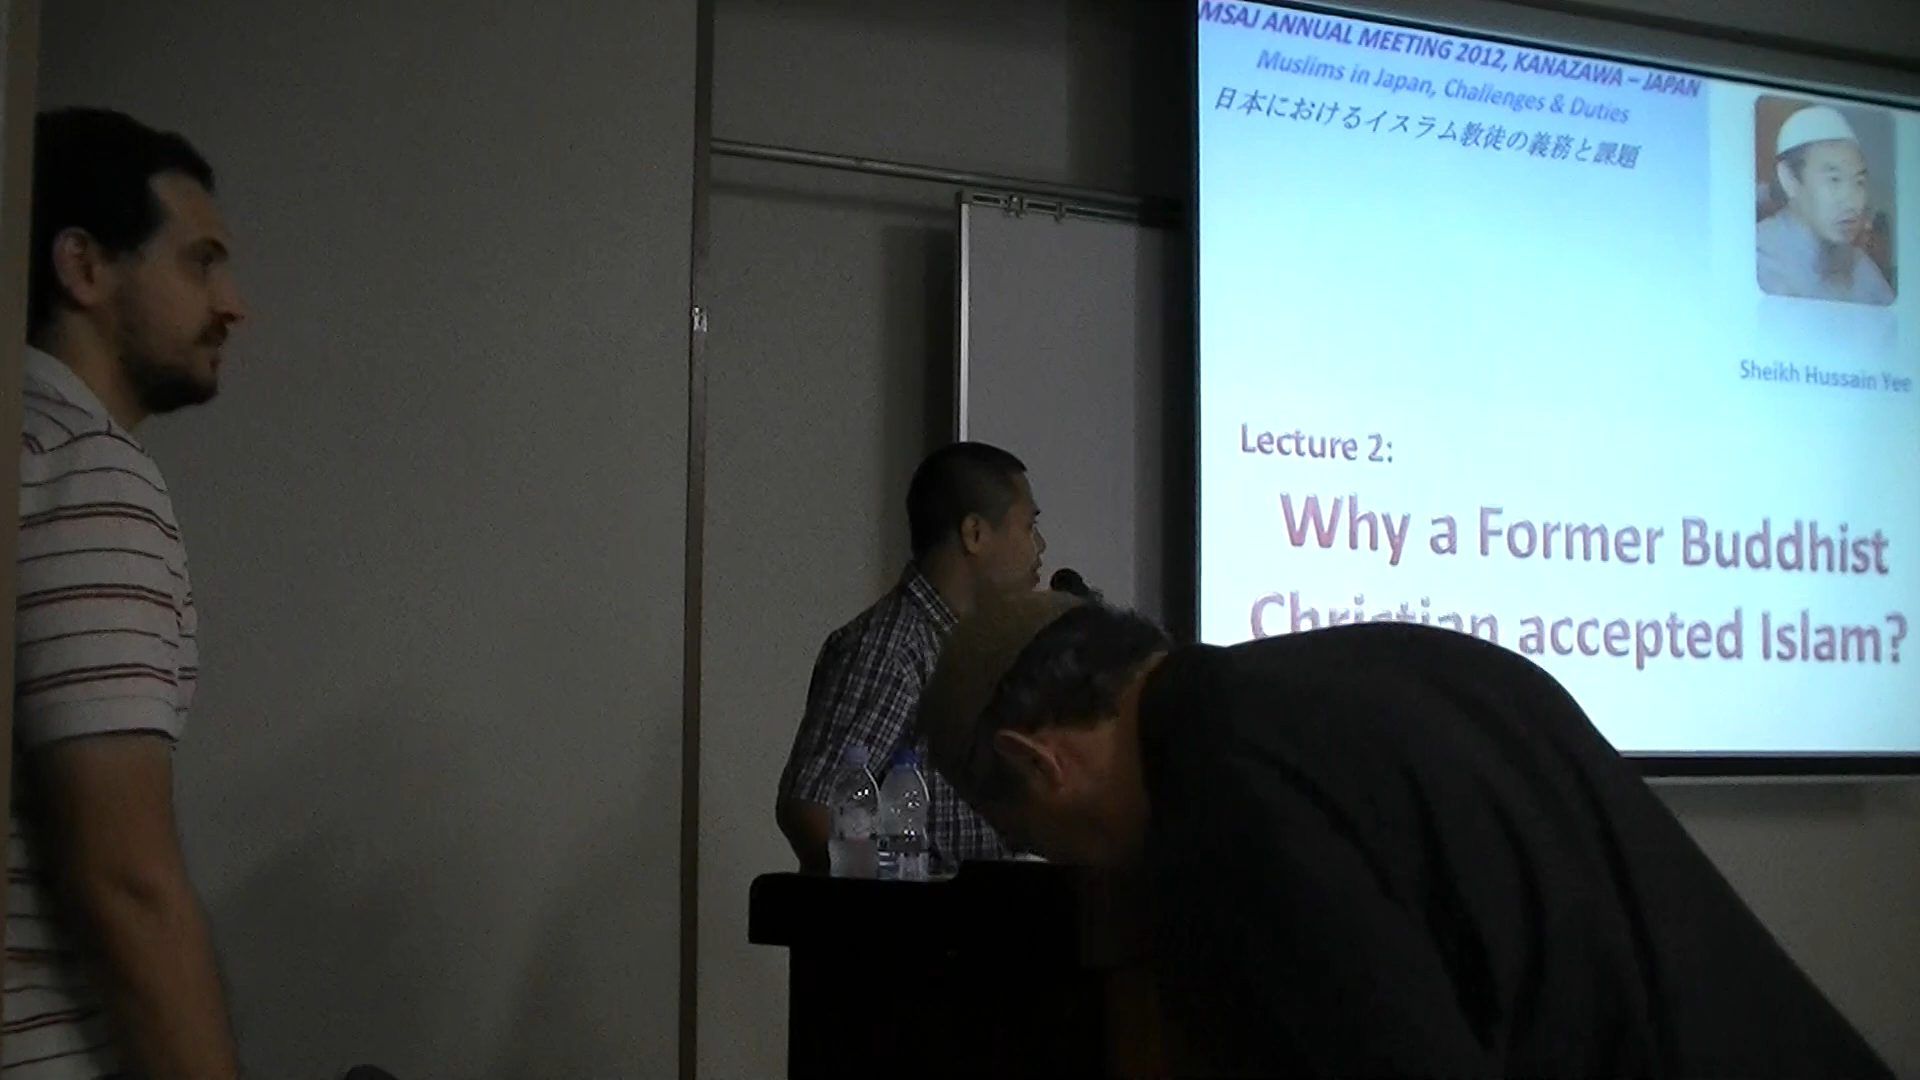 MSAJ ANNUAL MEETING 2012, KANAZAWA – JAPAN
Muslims in Japan, Challenges & Duties
日本におけるイスラム教徒の義務と課題
Sheikh Hussain Yee
Lecture 2:
Why a Former Buddhist
Christian accepted Islam?